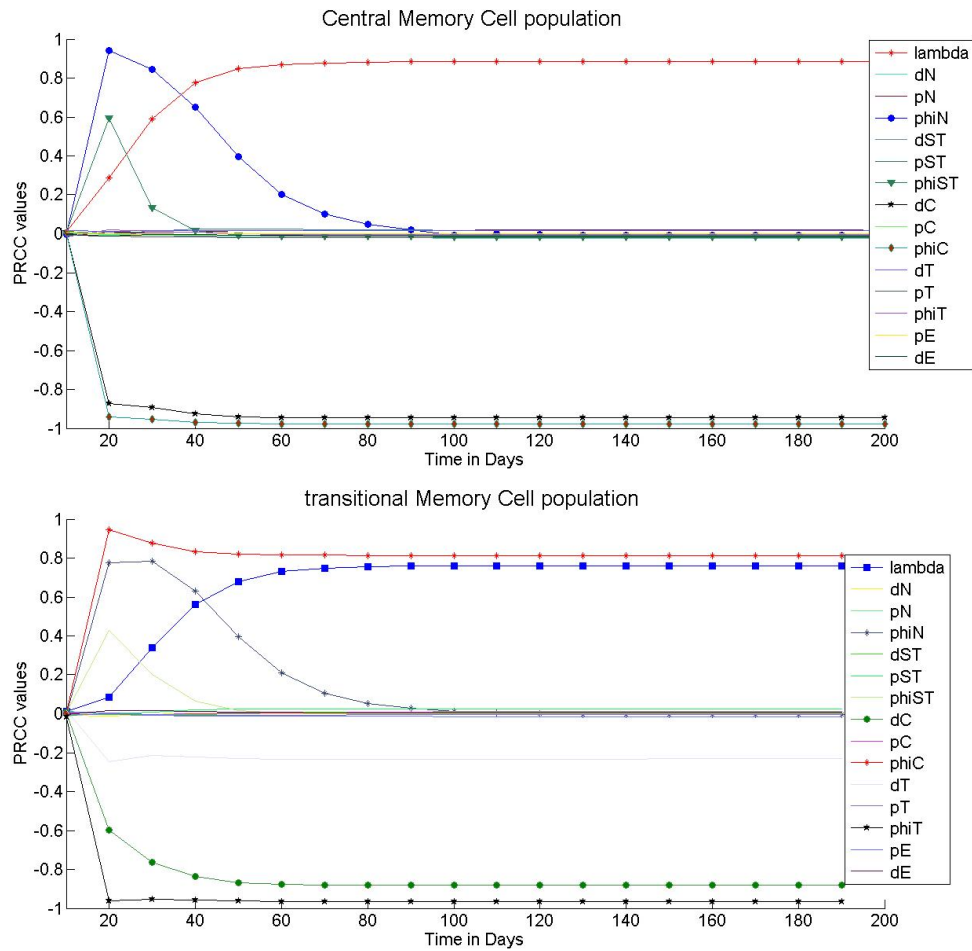 Central Memory Cell population
1
0.8
0.6
0.4
0.2
0
-0.2
-0.4
-0.6
-0.8
-1
PRCC values
20 40 60 80 100 120 140 160 180 200
Time in Days
lambda
dN
pN
phiN
dST
pST
phiST
dC
pC
phiC
dT
pT
phiT
pE
dE
transitional Memory Cell population
1
0.8
0.6
0.4
0.2
0
-0.2
-0.4
-0.6
-0.8
-1
PRCC values
20 40 60 80 100 120 140 160 180 200
Time in Days
lambda
dN
pN
phiN
dST
pST
phiST
dC
pC
phiC
dT
pT
phiT
pE
dE